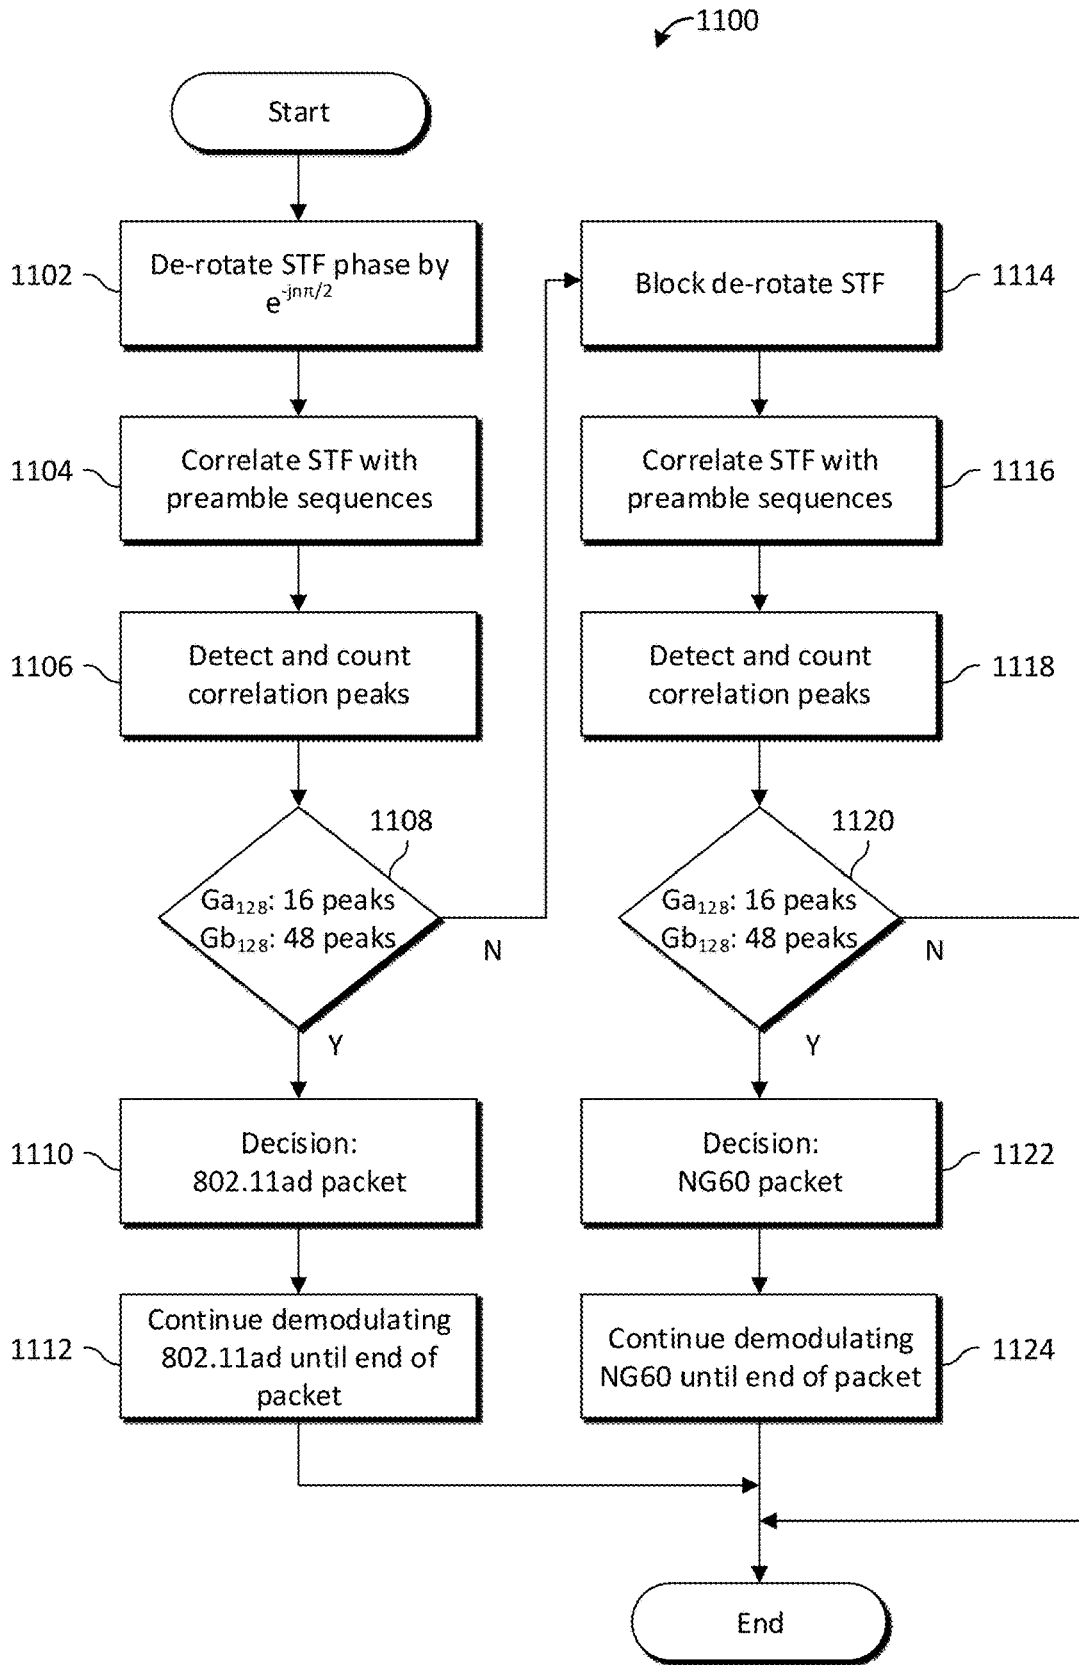 1100
Start
1102
De-rotate STF phase by
e^-jnπ/2
1104
Correlate STF with
preamble sequences
1106
Detect and count
correlation peaks
1108
Ga128: 16 peaks
Gb128: 48 peaks
N
Y
1110
Decision:
802.11ad packet
1112
Continue demodulating
802.11ad until end of
packet
Block de-rotate STF
1114
Correlate STF with
preamble sequences
1116
Detect and count
correlation peaks
1118
1120
Ga128: 16 peaks
Gb128: 48 peaks
N
Y
Decision:
NG60 packet
1122
Continue demodulating
NG60 until end of packet
1124
End